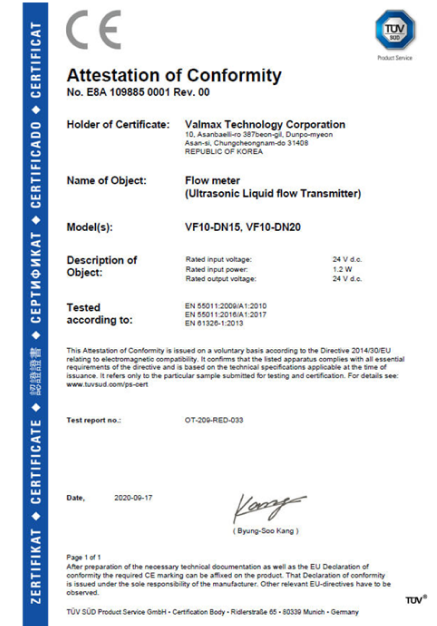 ZERTIFIKAT ◆ CERTIFICATE ◆ 認證證書 ◆ СЕРТИФИКАТ ◆ CERTIFICADO ◆ CERTIFICAT
CE
TÜV
SÜD
Product Service
Attestation of Conformity
No. E8A 109885 0001 Rev. 00
Holder of Certificate: Valmax Technology Corporation
10, Asanbaelli-ro 387beon-gil, Dunpo-myeon
Asan-si, Chungcheongnam-do 31408
REPUBLIC OF KOREA
Name of Object: Flow meter
(Ultrasonic Liquid flow Transmitter)
Model(s): VF10-DN15, VF10-DN20
Description of
Object:
Rated input voltage: 24 V d.c.
Rated input power: 1.2 W
Rated output voltage: 24 V d.c.
Tested
according to:
EN 55011:2009/A1:2010
EN 55011:2016/A1:2017
EN 61326-1:2013
This Attestation of Conformity is issued on a voluntary basis according to the Directive 2014/30/EU
relating to electromagnetic compatibility. It confirms that the listed apparatus complies with all essential
requirements of the directive and is based on the technical specifications applicable at the time of
issuance. It refers only to the particular sample submitted for testing and certification. For details see:
www.tuvsud.com/ps-cert
Test report no.: OT-209-RED-033
Date, 2020-09-17
Kang
( Byung-Soo Kang )
Page 1 of 1
After preparation of the necessary technical documentation as well as the EU Declaration of
conformity the required CE marking can be affixed on the product. That Declaration of conformity
is issued under the sole responsibility of the manufacturer. Other relevant EU-directives have to be
observed.
TÜV SÜD Product Service GmbH • Certification Body • Ridlerstraße 65 • 80339 Munich • Germany
TÜV®